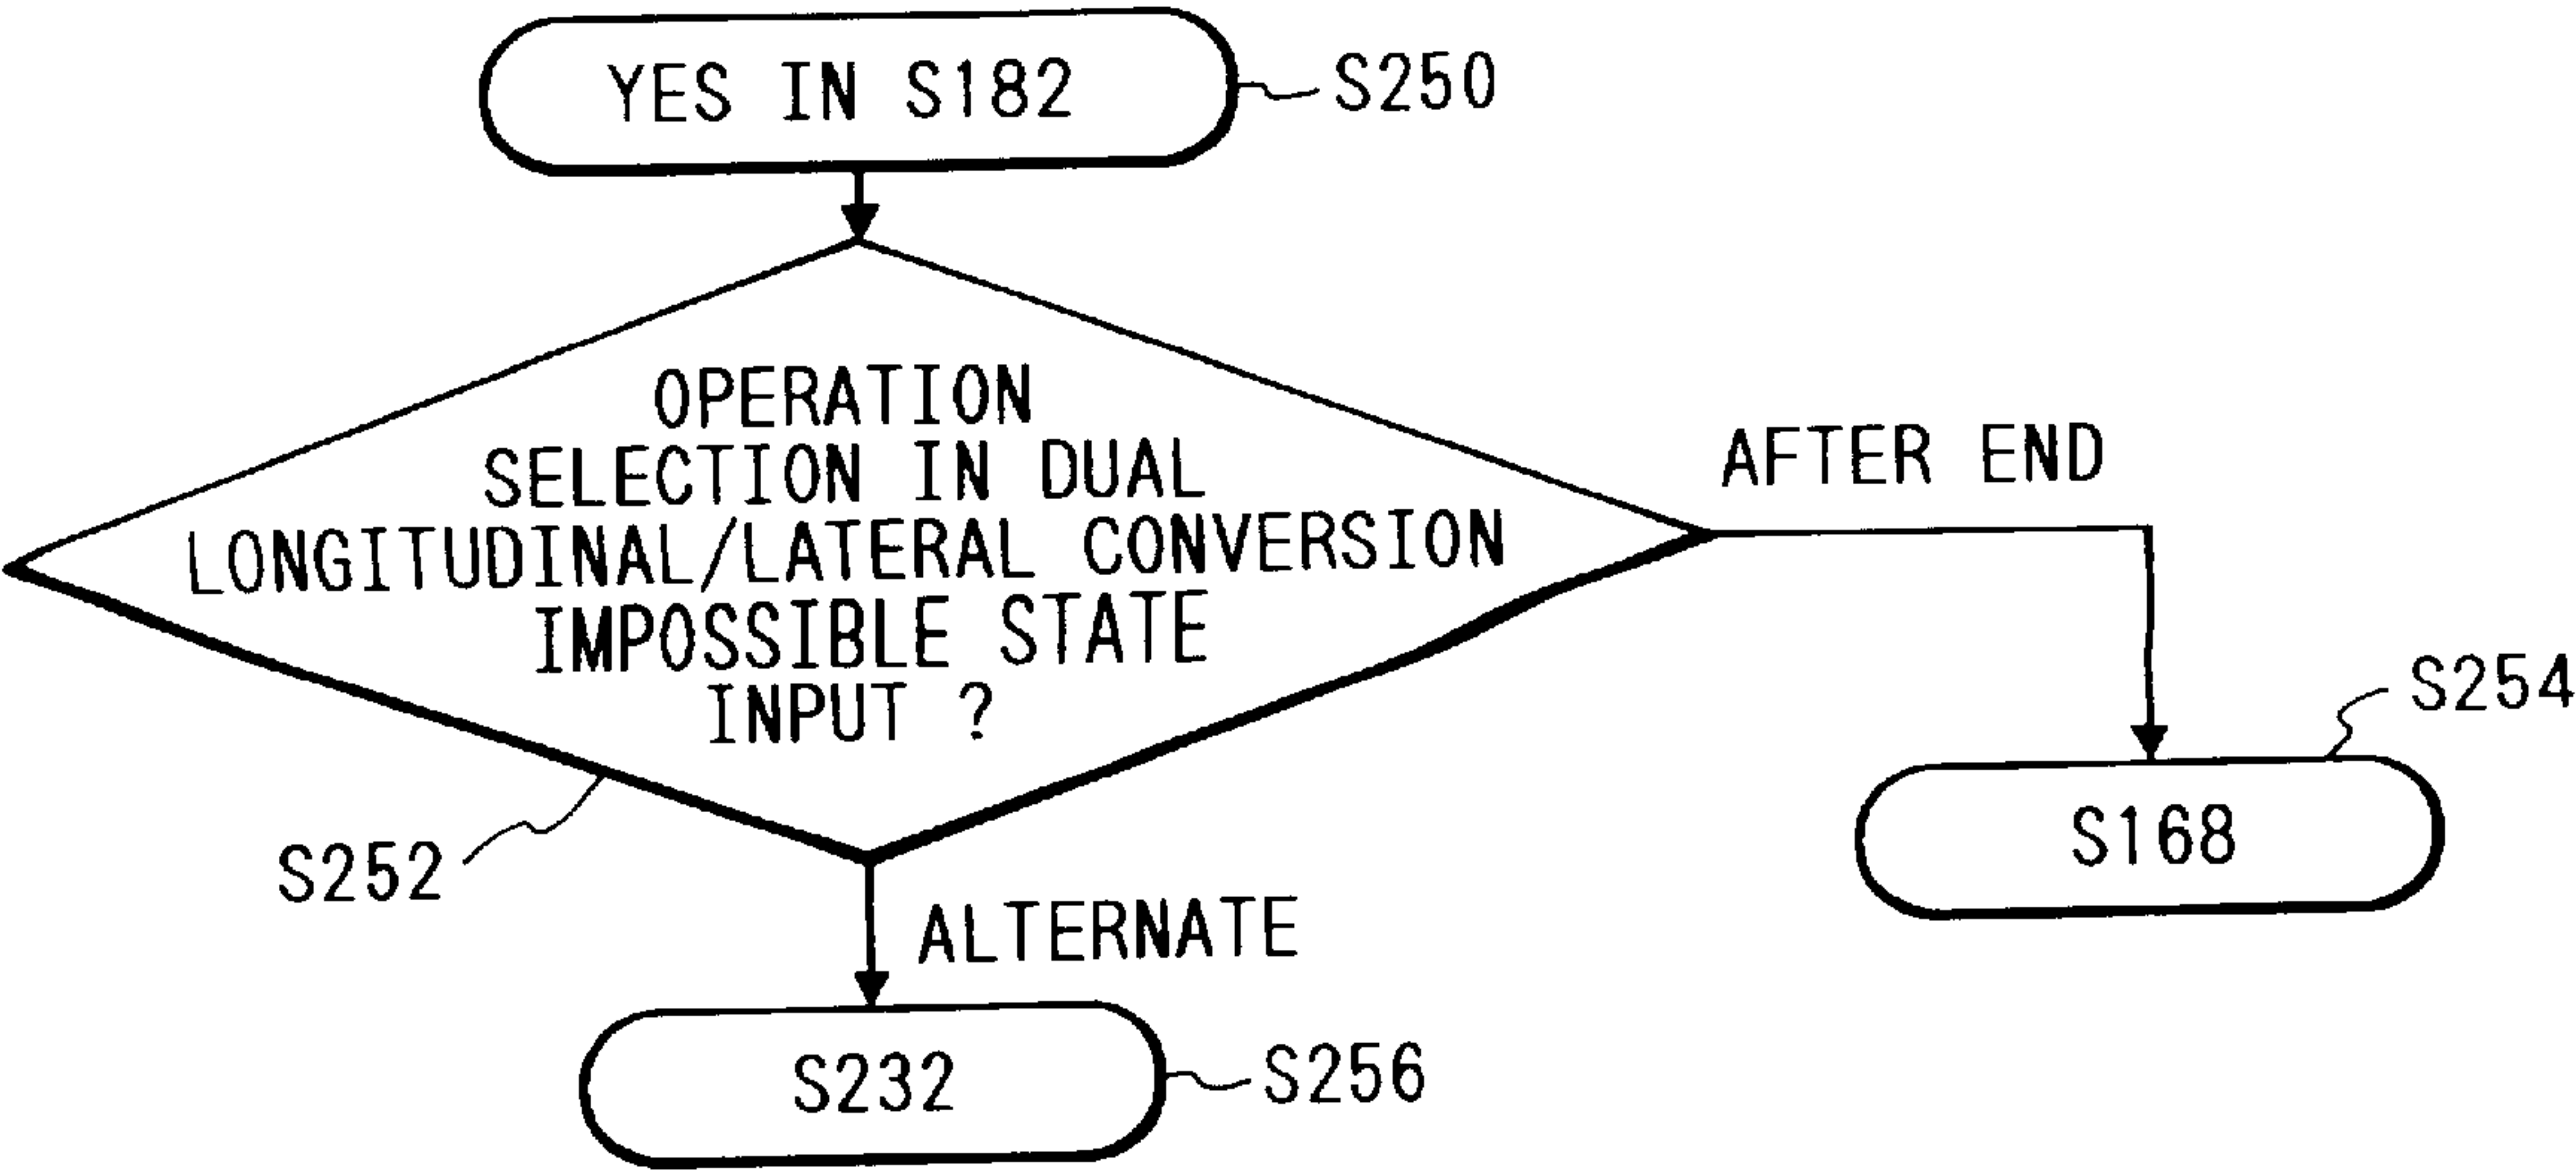 YES IN S182
S250
OPERATION
SELECTION IN DUAL
LONGITUDINAL/LATERAL CONVERSION
IMPOSSIBLE STATE
INPUT ?
AFTER END
S254
S168
S252
ALTERNATE
S232
S256